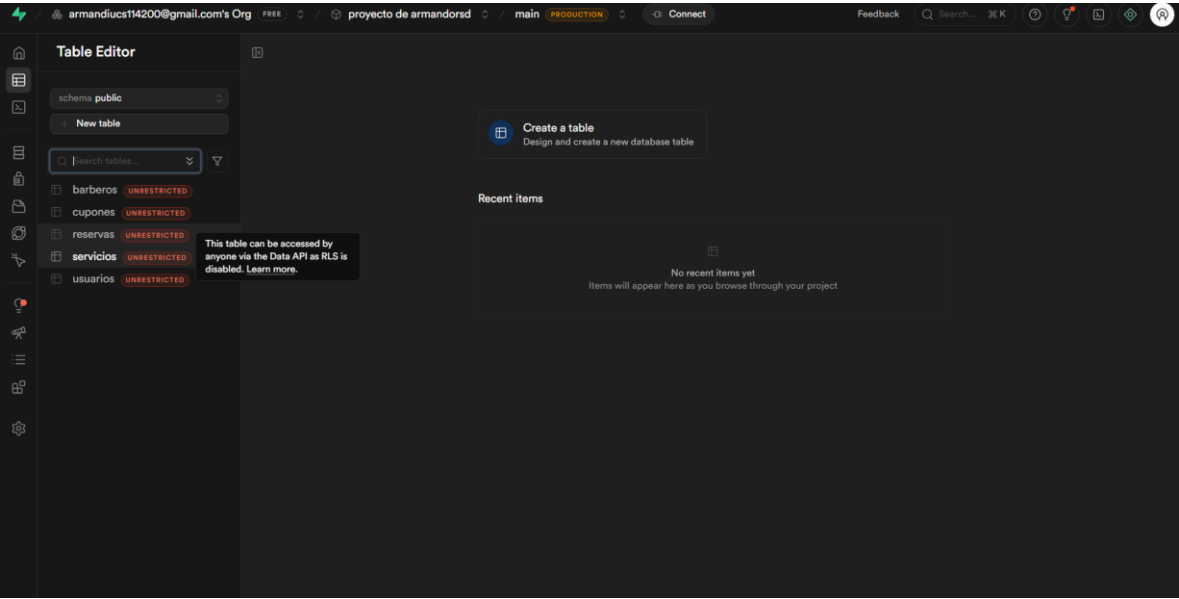 armandiucs114200@gmail.com's Org FREE / proyecto de armandorsd / main PRODUCTION Connect Feedback Search... ⌘K
Table Editor
schema public
New table
Search tables...
barberos UNRESTRICTED
cupones UNRESTRICTED
reservas UNRESTRICTED
servicios UNRESTRICTED
usuarios UNRESTRICTED
This table can be accessed by
anyone via the Data API as RLS is
disabled. Learn more.
Create a table
Design and create a new database table
Recent items
No recent items yet
Items will appear here as you browse through your project